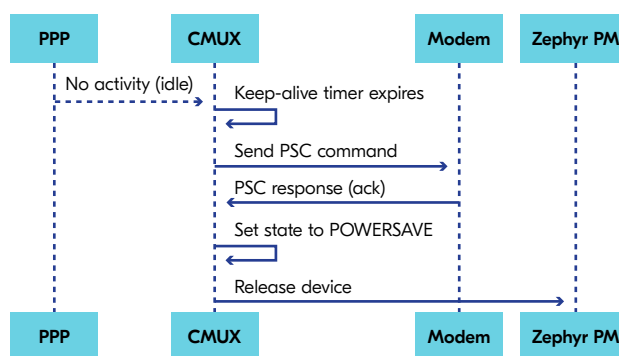 PPP CMUX Modem Zephyr PM
No activity (idle)
Keep-alive timer expires
Send PSC command
PSC response (ack)
Set state to POWERSAVE
Release device
PPP CMUX Modem Zephyr PM